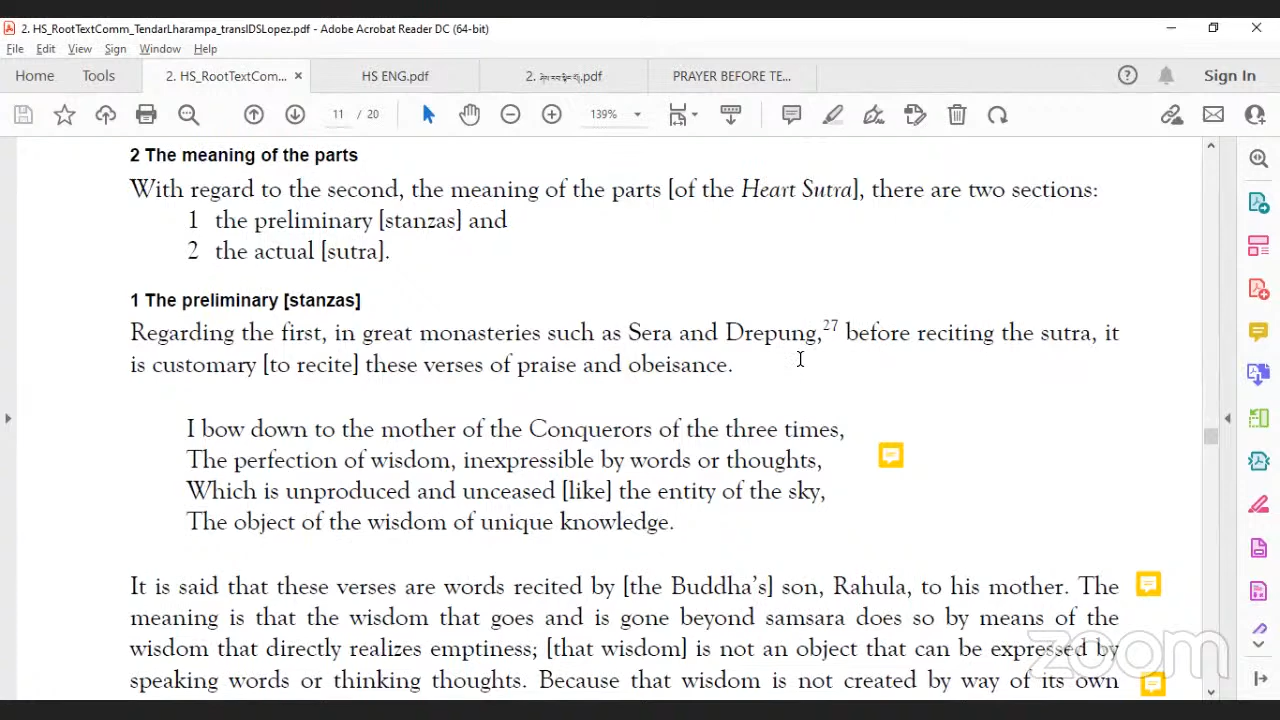 2. HS_RootTextComm_TendarLharampa_translDSLopez.pdf - Adobe Acrobat Reader DC (64-bit)
File Edit View Sign Window Help
Home Tools 2. HS_RootTextCom... × HS ENG.pdf PRAYER BEFORE TE... Sign In
11 / 20 139%
2 The meaning of the parts
With regard to the second, the meaning of the parts [of the Heart Sutra], there are two sections:
1 the preliminary [stanzas] and
2 the actual [sutra].
1 The preliminary [stanzas]
Regarding the first, in great monasteries such as Sera and Drepung,27 before reciting the sutra, it
is customary [to recite] these verses of praise and obeisance.
I bow down to the mother of the Conquerors of the three times,
The perfection of wisdom, inexpressible by words or thoughts,
Which is unproduced and unceased [like] the entity of the sky,
The object of the wisdom of unique knowledge.
It is said that these verses are words recited by [the Buddha's] son, Rahula, to his mother. The
meaning is that the wisdom that goes and is gone beyond samsara does so by means of the
wisdom that directly realizes emptiness; [that wisdom] is not an object that can be expressed by
speaking words or thinking thoughts. Because that wisdom is not created by way of its own
zoom